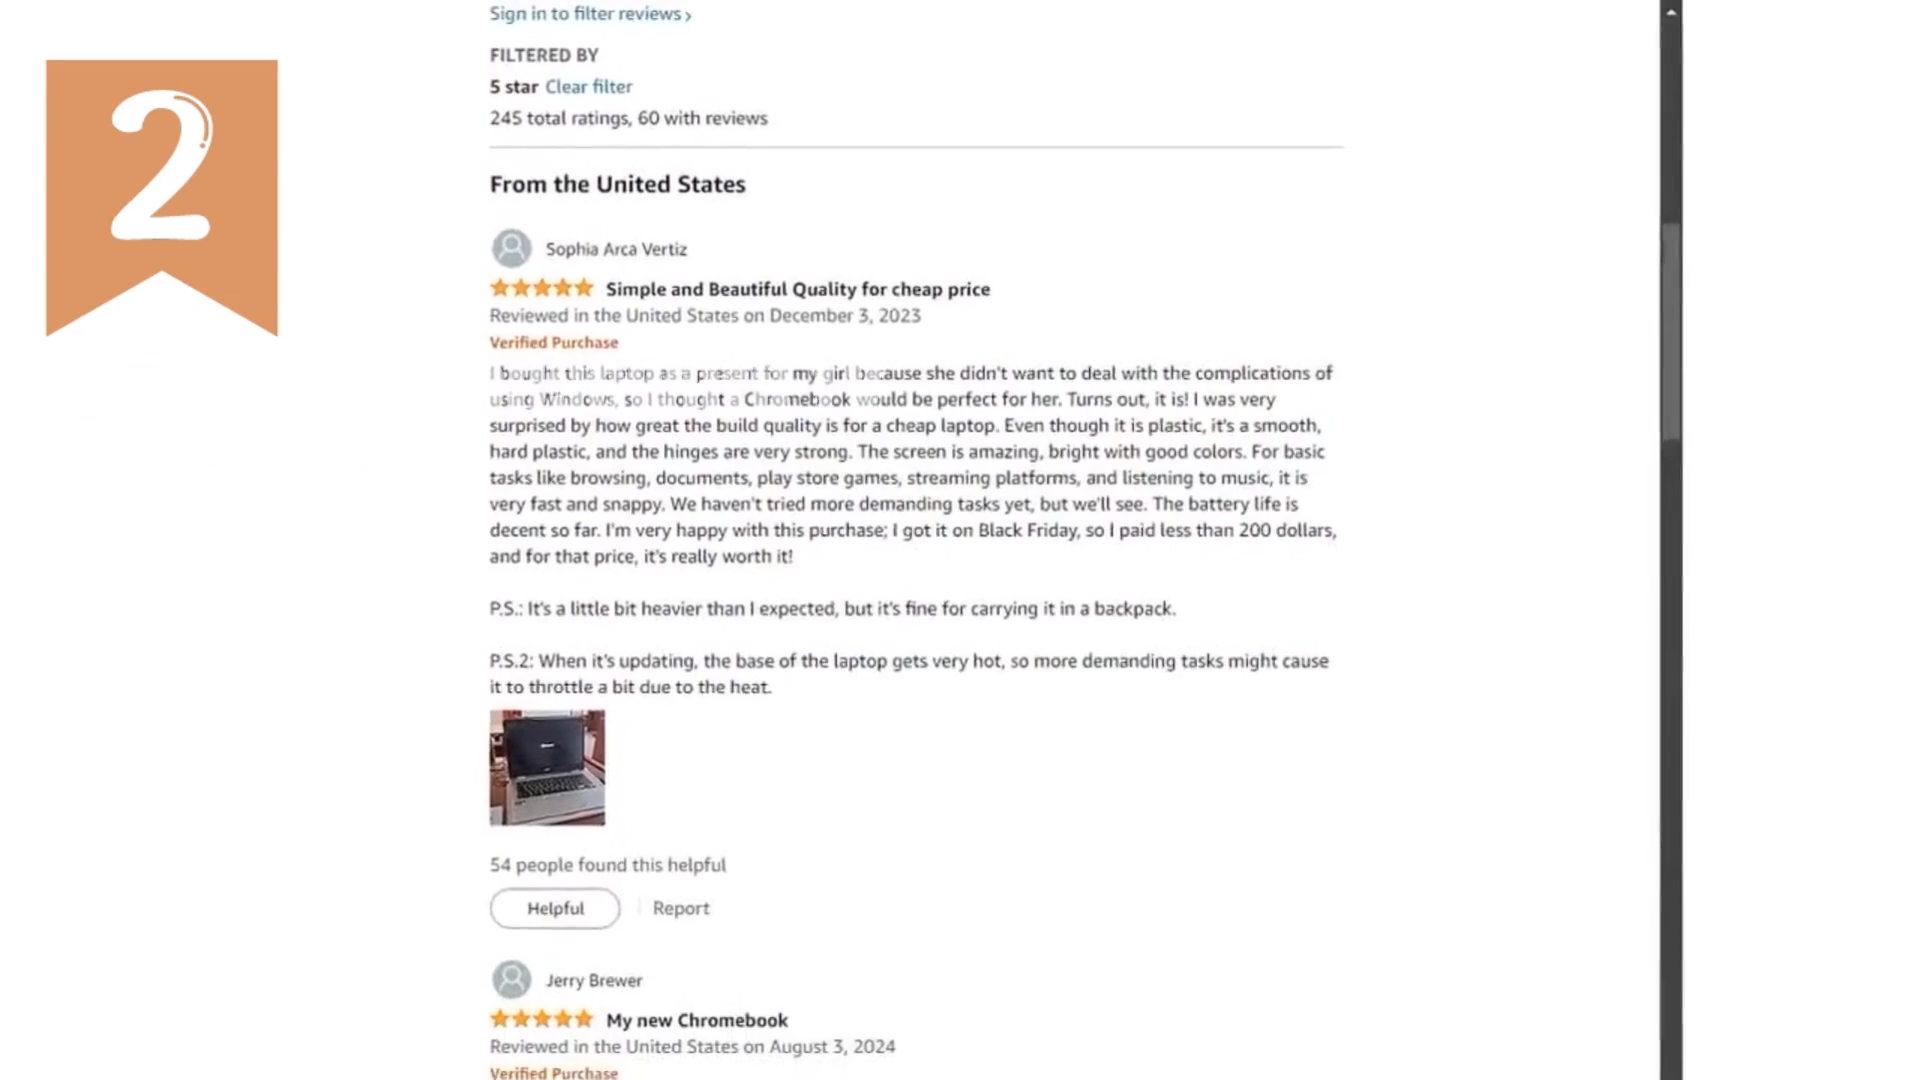 Sign in to filter reviews ›
FILTERED BY
5 star Clear filter
245 total ratings, 60 with reviews
From the United States
2
Sophia Arca Vertiz
Simple and Beautiful Quality for cheap price
Reviewed in the United States on December 3, 2023
Verified Purchase
I bought this laptop as a present for my girl because she didn't want to deal with the complications of
using Windows, so I thought a Chromebook would be perfect for her. Turns out, it is! I was very
surprised by how great the build quality is for a cheap laptop. Even though it is plastic, it's a smooth,
hard plastic, and the hinges are very strong. The screen is amazing, bright with good colors. For basic
tasks like browsing, documents, play store games, streaming platforms, and listening to music, it is
very fast and snappy. We haven't tried more demanding tasks yet, but we'll see. The battery life is
decent so far. I'm very happy with this purchase; I got it on Black Friday, so I paid less than 200 dollars,
and for that price, it's really worth it!
P.S.: It's a little bit heavier than I expected, but it's fine for carrying it in a backpack.
P.S.2: When it's updating, the base of the laptop gets very hot, so more demanding tasks might cause
it to throttle a bit due to the heat.
54 people found this helpful
Helpful | Report
Jerry Brewer
My new Chromebook
Reviewed in the United States on August 3, 2024
Verified Purchase